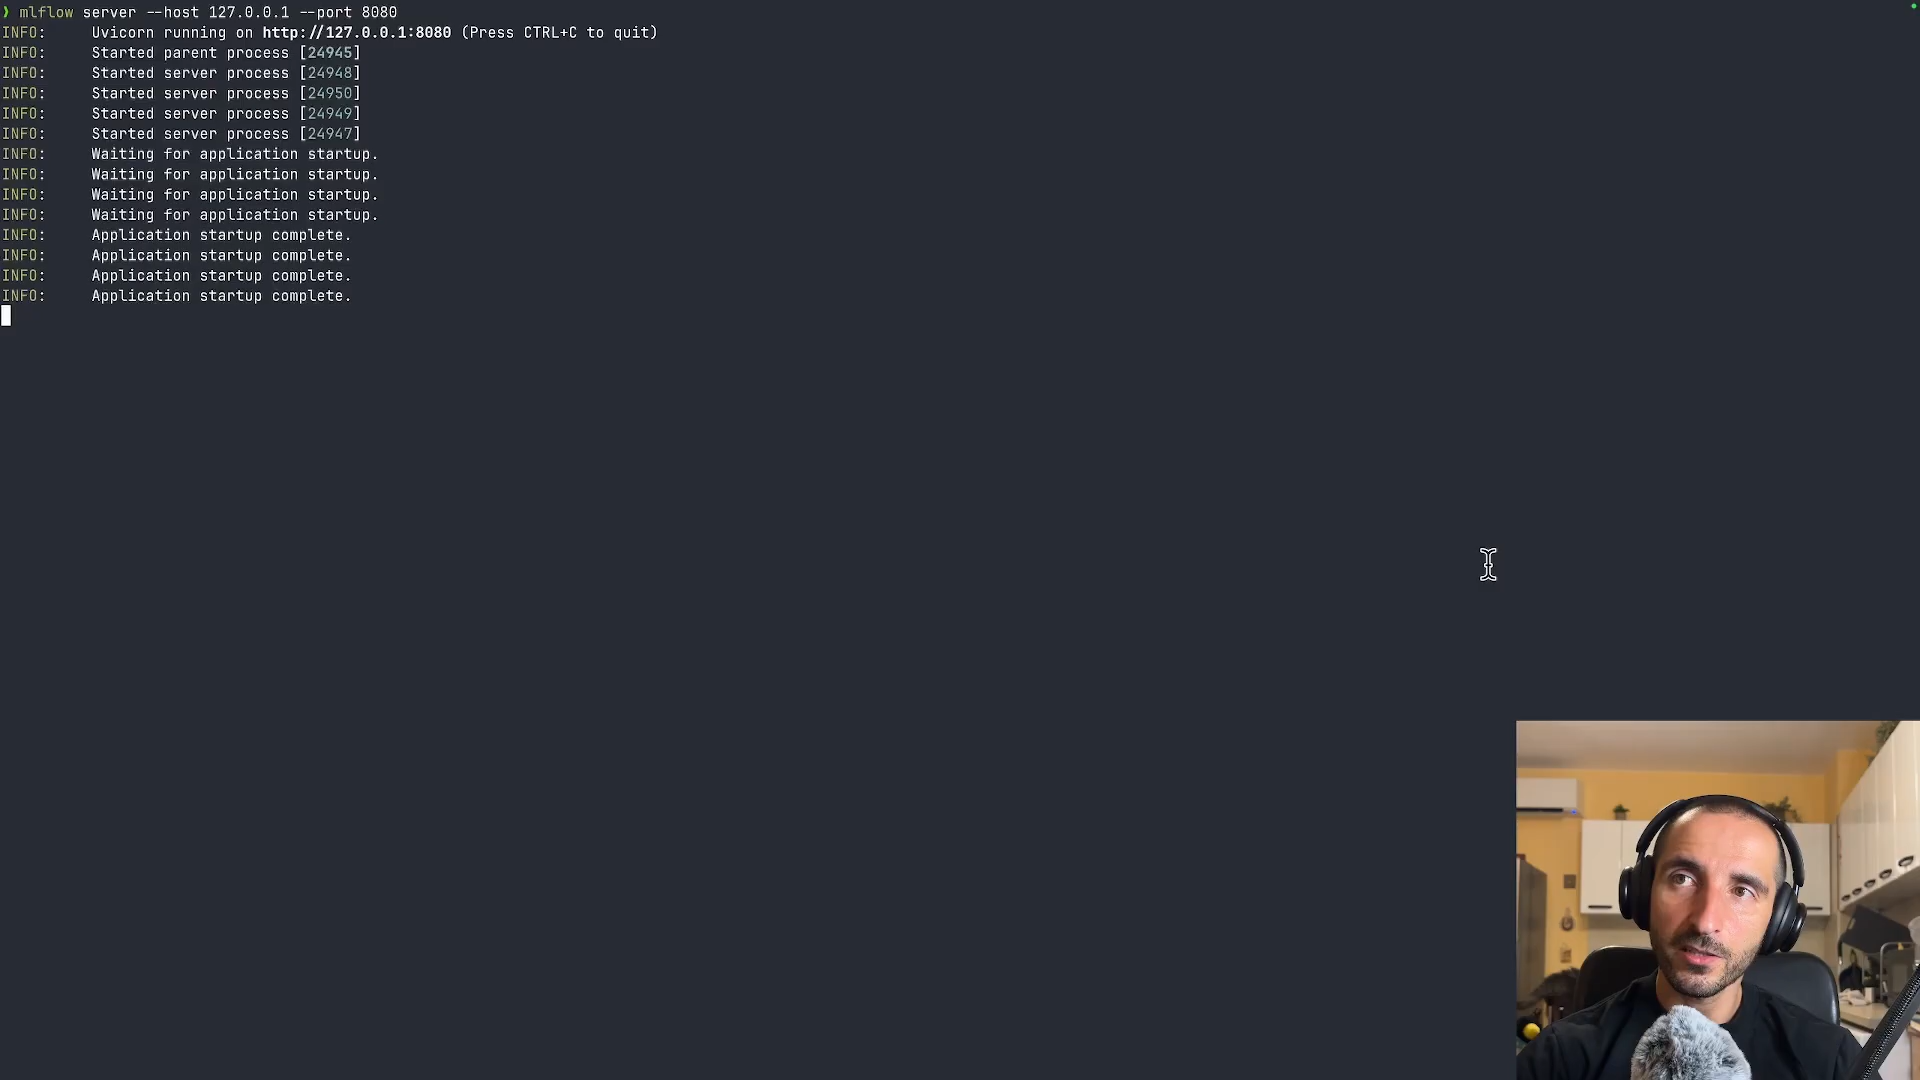 ❯ mlflow server --host 127.0.0.1 --port 8080
INFO:     Uvicorn running on http://127.0.0.1:8080 (Press CTRL+C to quit)
INFO:     Started parent process [24945]
INFO:     Started server process [24948]
INFO:     Started server process [24950]
INFO:     Started server process [24949]
INFO:     Started server process [24947]
INFO:     Waiting for application startup.
INFO:     Waiting for application startup.
INFO:     Waiting for application startup.
INFO:     Waiting for application startup.
INFO:     Application startup complete.
INFO:     Application startup complete.
INFO:     Application startup complete.
INFO:     Application startup complete.